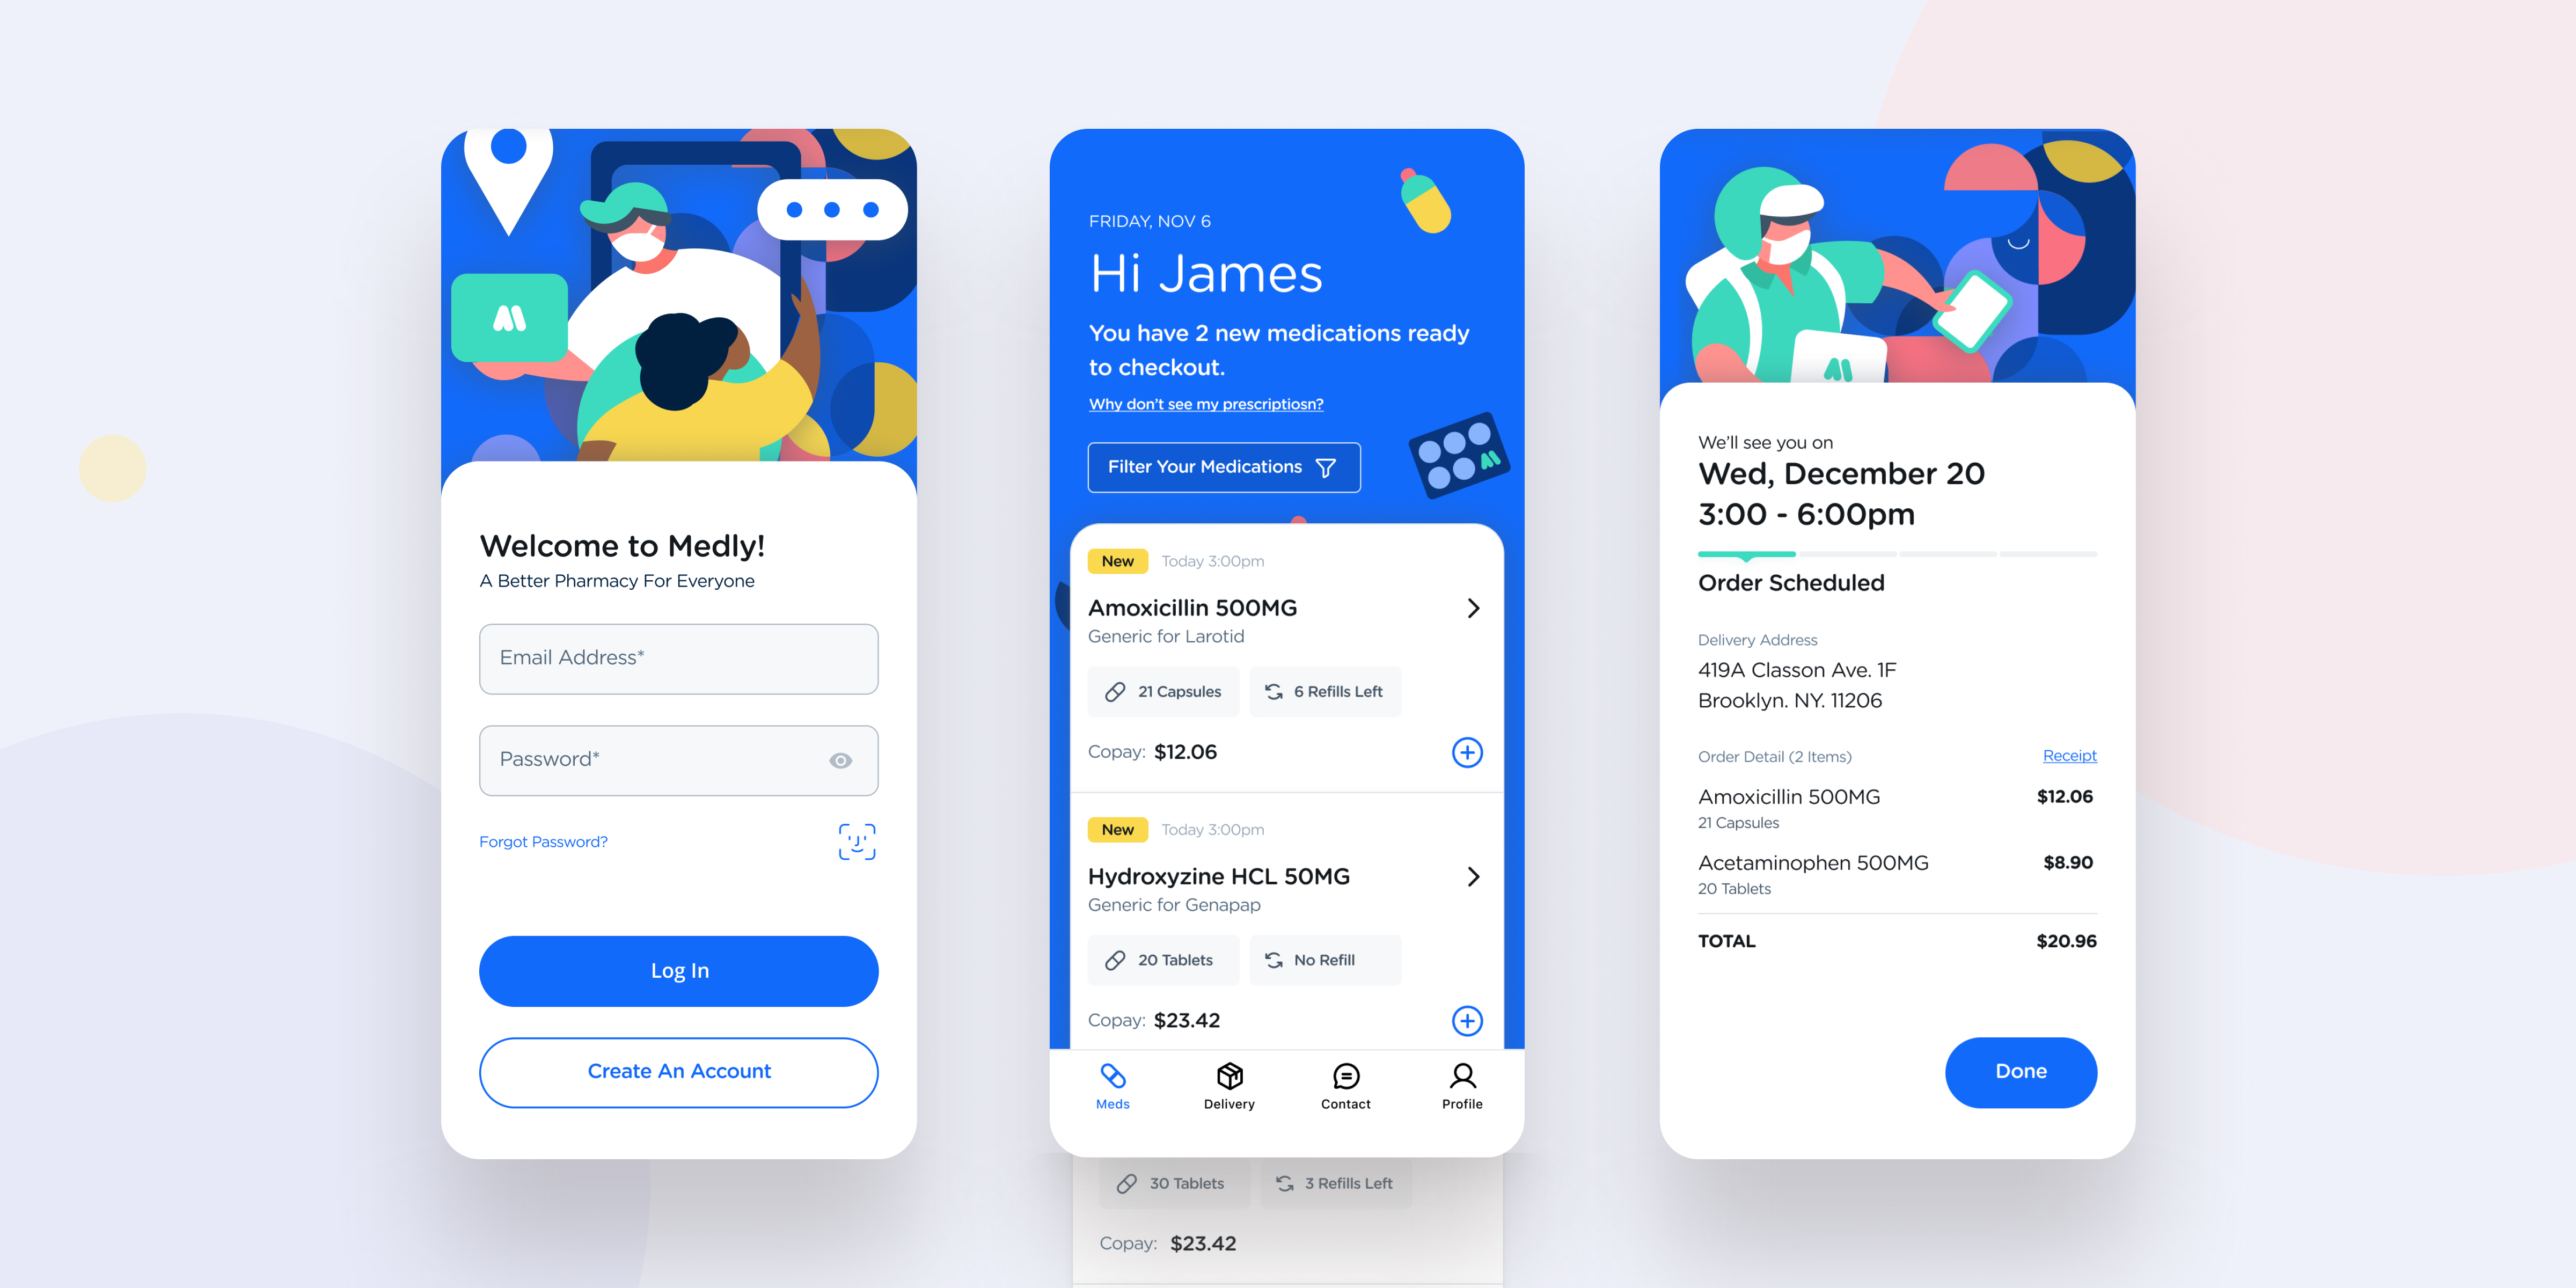 Welcome to Medly!
A Better Pharmacy For Everyone
Email Address*
Password*
Forgot Password?
Log In
Create An Account
FRIDAY, NOV 6
Hi James
You have 2 new medications ready
to checkout.
Why don't see my prescriptiosn?
Filter Your Medications
New Today 3:00pm
Amoxicillin 500MG
Generic for Larotid
21 Capsules 6 Refills Left
Copay: $12.06
New Today 3:00pm
Hydroxyzine HCL 50MG
Generic for Genapap
20 Tablets No Refill
Copay: $23.42
Meds Delivery Contact Profile
30 Tablets 3 Refills Left
Copay: $23.42
We'll see you on
Wed, December 20
3:00 - 6:00pm
Order Scheduled
Delivery Address
419A Classon Ave. 1F
Brooklyn. NY. 11206
Order Detail (2 Items) Receipt
Amoxicillin 500MG $12.06
21 Capsules
Acetaminophen 500MG $8.90
20 Tablets
TOTAL $20.96
Done